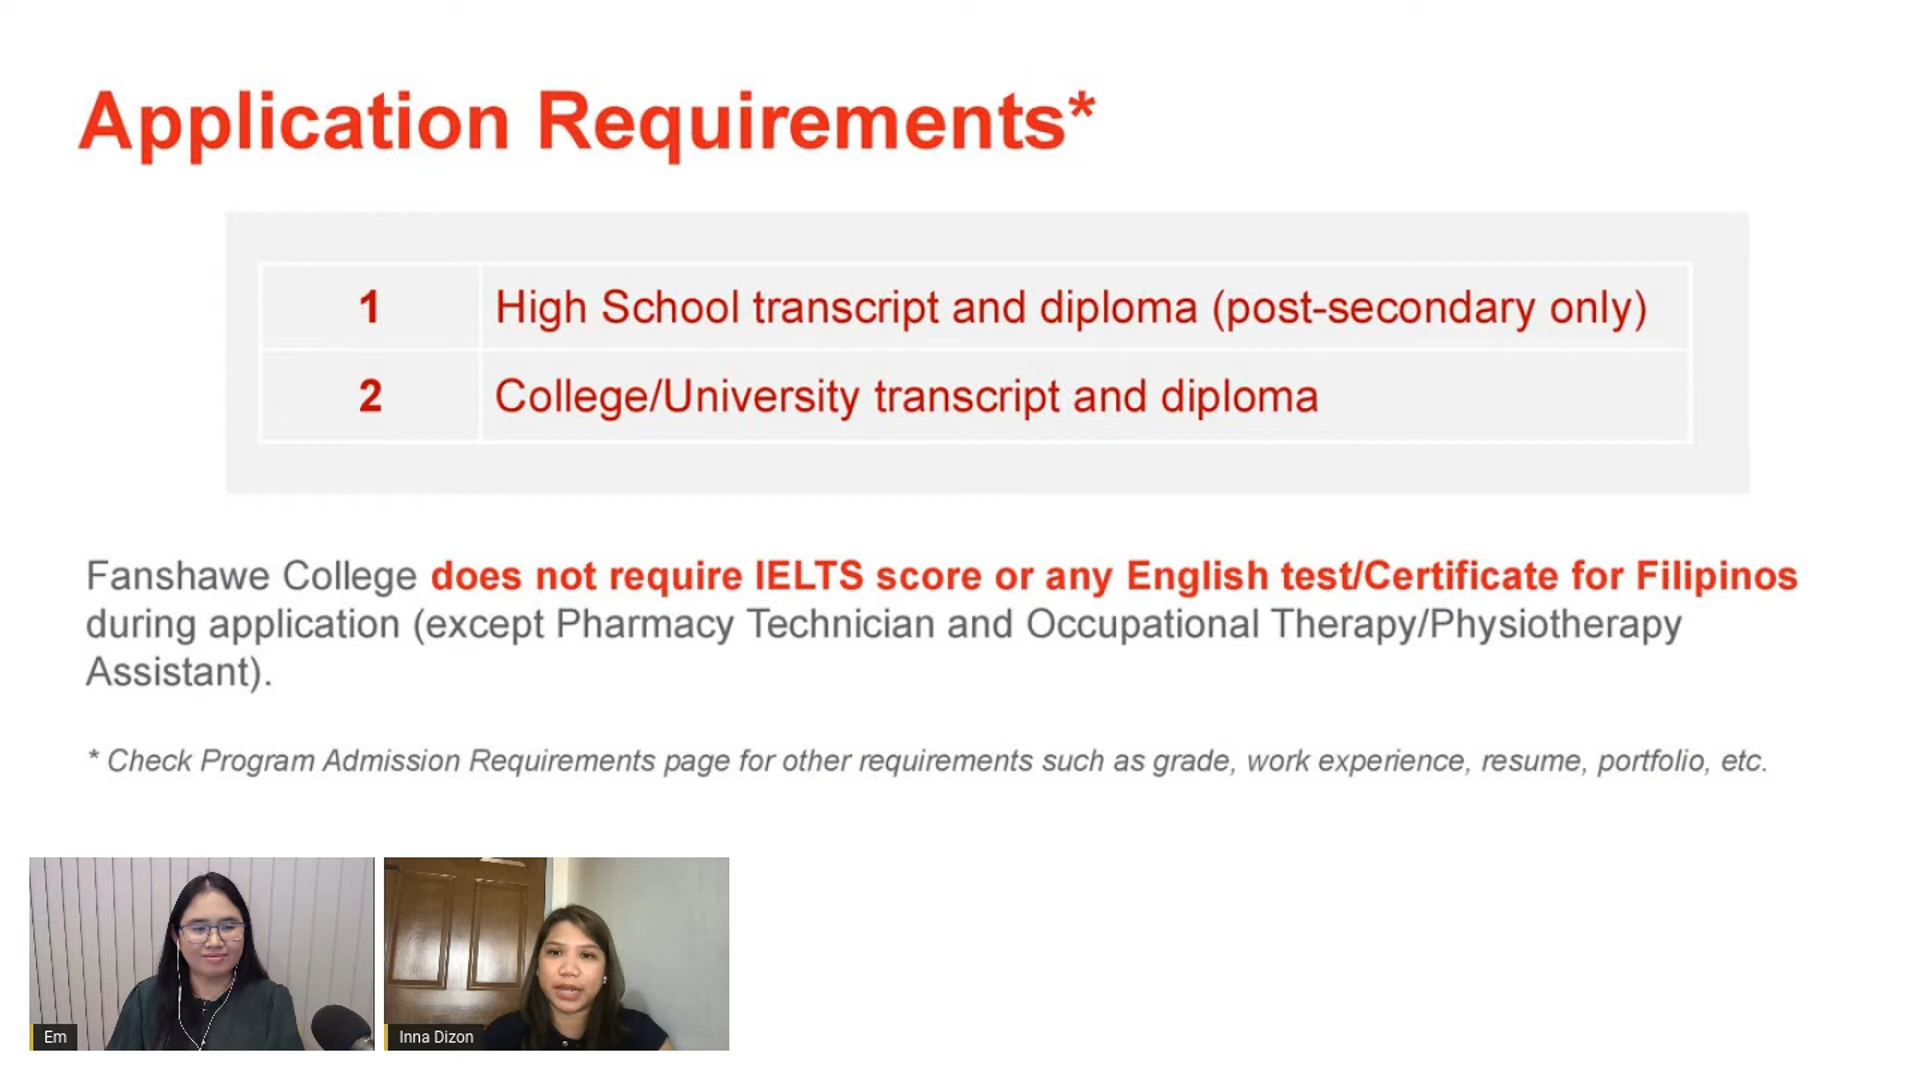 Application Requirements*
1 High School transcript and diploma (post-secondary only)
2 College/University transcript and diploma
Fanshawe College does not require IELTS score or any English test/Certificate for Filipinos
during application (except Pharmacy Technician and Occupational Therapy/Physiotherapy
Assistant).
* Check Program Admission Requirements page for other requirements such as grade, work experience, resume, portfolio, etc.
Em
Inna Dizon